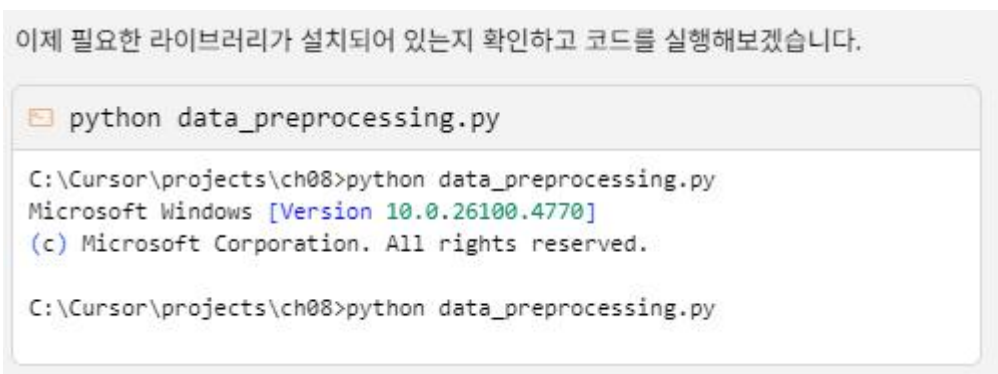 이제 필요한 라이브러리가 설치되어 있는지 확인하고 코드를 실행해보겠습니다.
python data_preprocessing.py
C:\Cursor\projects\ch08>python data_preprocessing.py
Microsoft Windows [Version 10.0.26100.4770]
(c) Microsoft Corporation. All rights reserved.
C:\Cursor\projects\ch08>python data_preprocessing.py